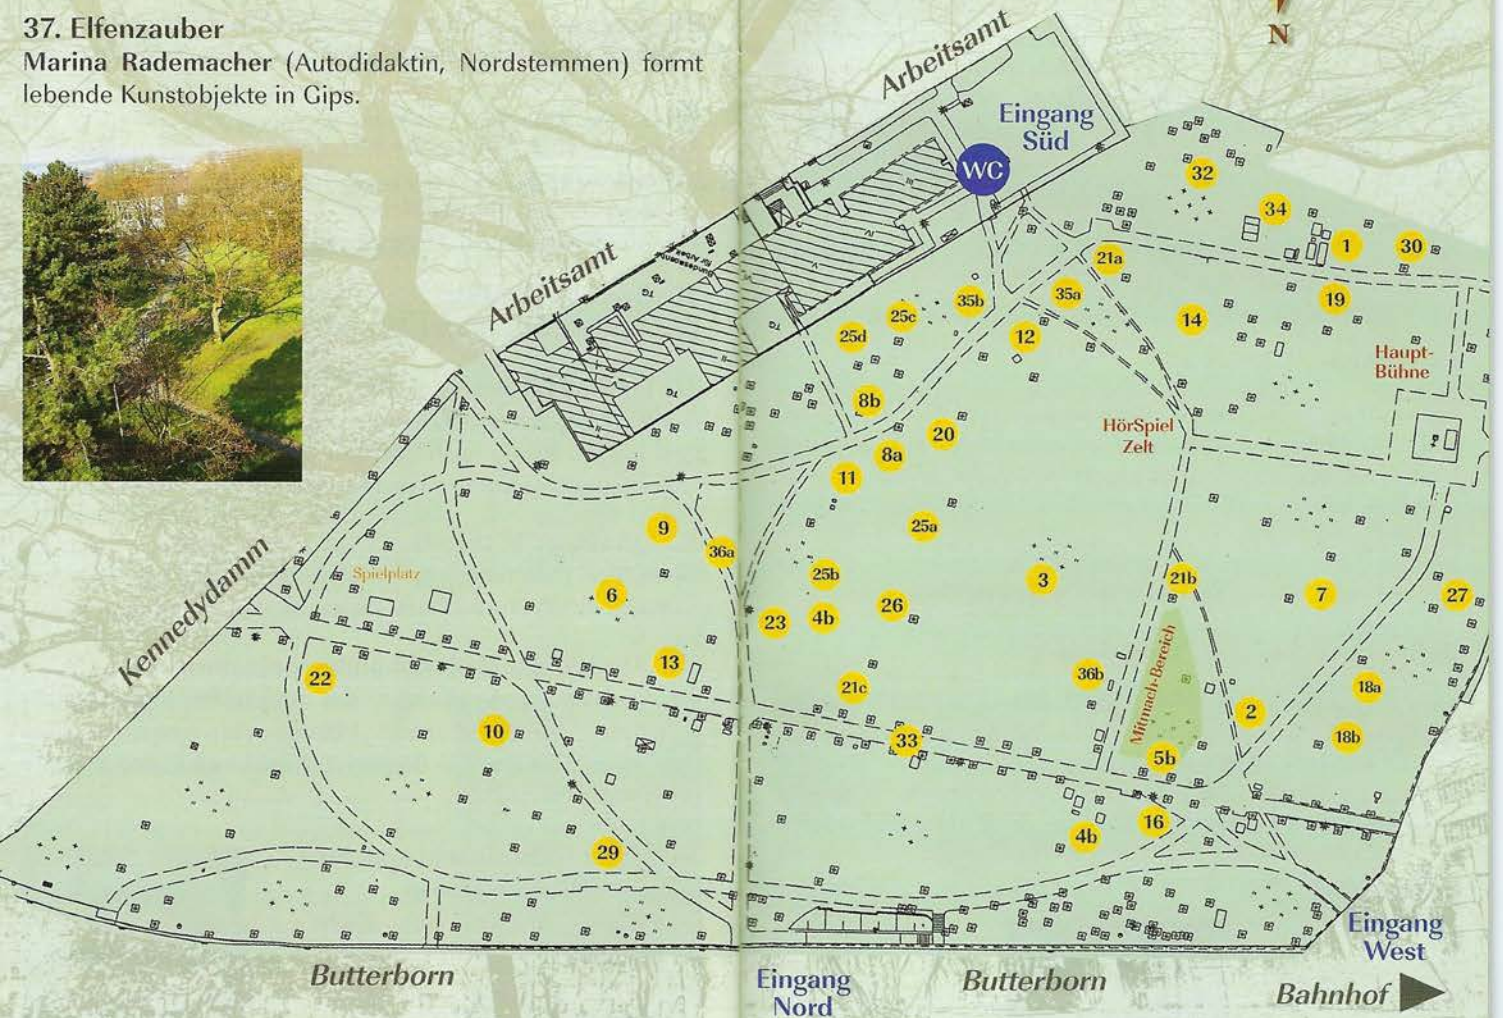 37. Elfenzauber
Marina Rademacher (Autodidaktin, Nordstemmen) formt
lebende Kunstobjekte in Gips.
N
Arbeitsamt
Eingang
Süd
WC
32
34
1
30
21a
Arbeitsamt
TG
35b
35a
19
25c
14
25d
12
TG
Haupt-
Bühne
TG
8b
20
HörSpiel
Zelt
8a
11
9
25a
36a
Kennedydamm
Spielplatz
25b
3
21b
6
26
7
27
23
4b
13
36b
22
21c
Mitmach-Bereich
18a
2
10
33
18b
5b
16
4b
29
Butterborn
Eingang
Nord
Butterborn
Eingang
West
Bahnhof